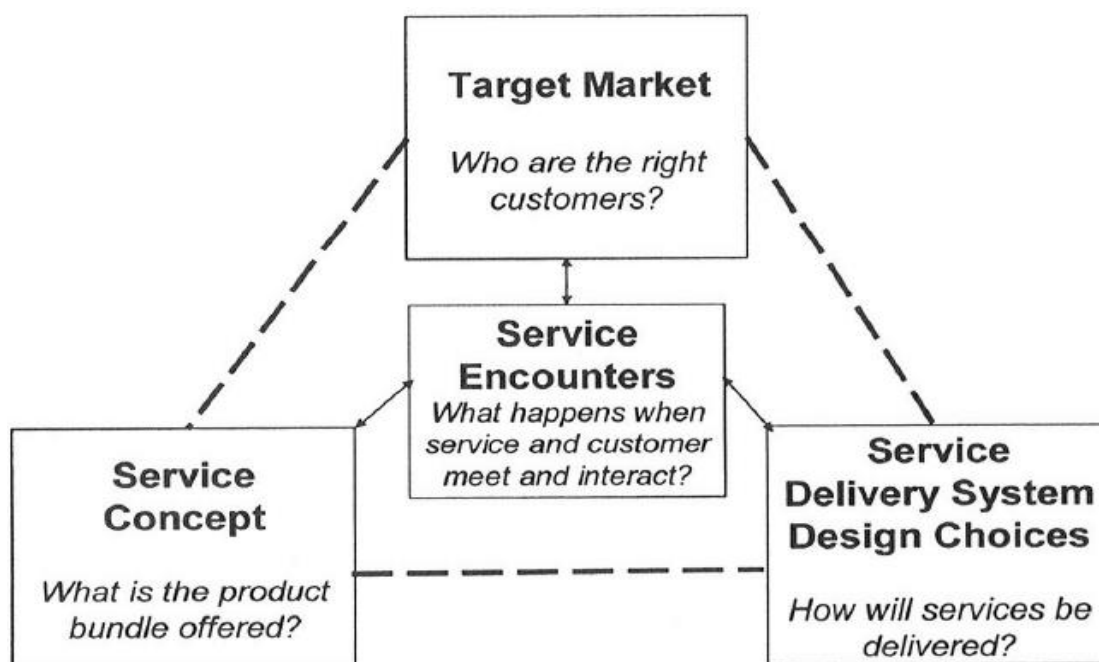 Target Market
Who are the right
customers?
Service
Encounters
What happens when
service and customer
meet and interact?
Service
Concept
What is the product
bundle offered?
Service
Delivery System
Design Choices
How will services be
delivered?